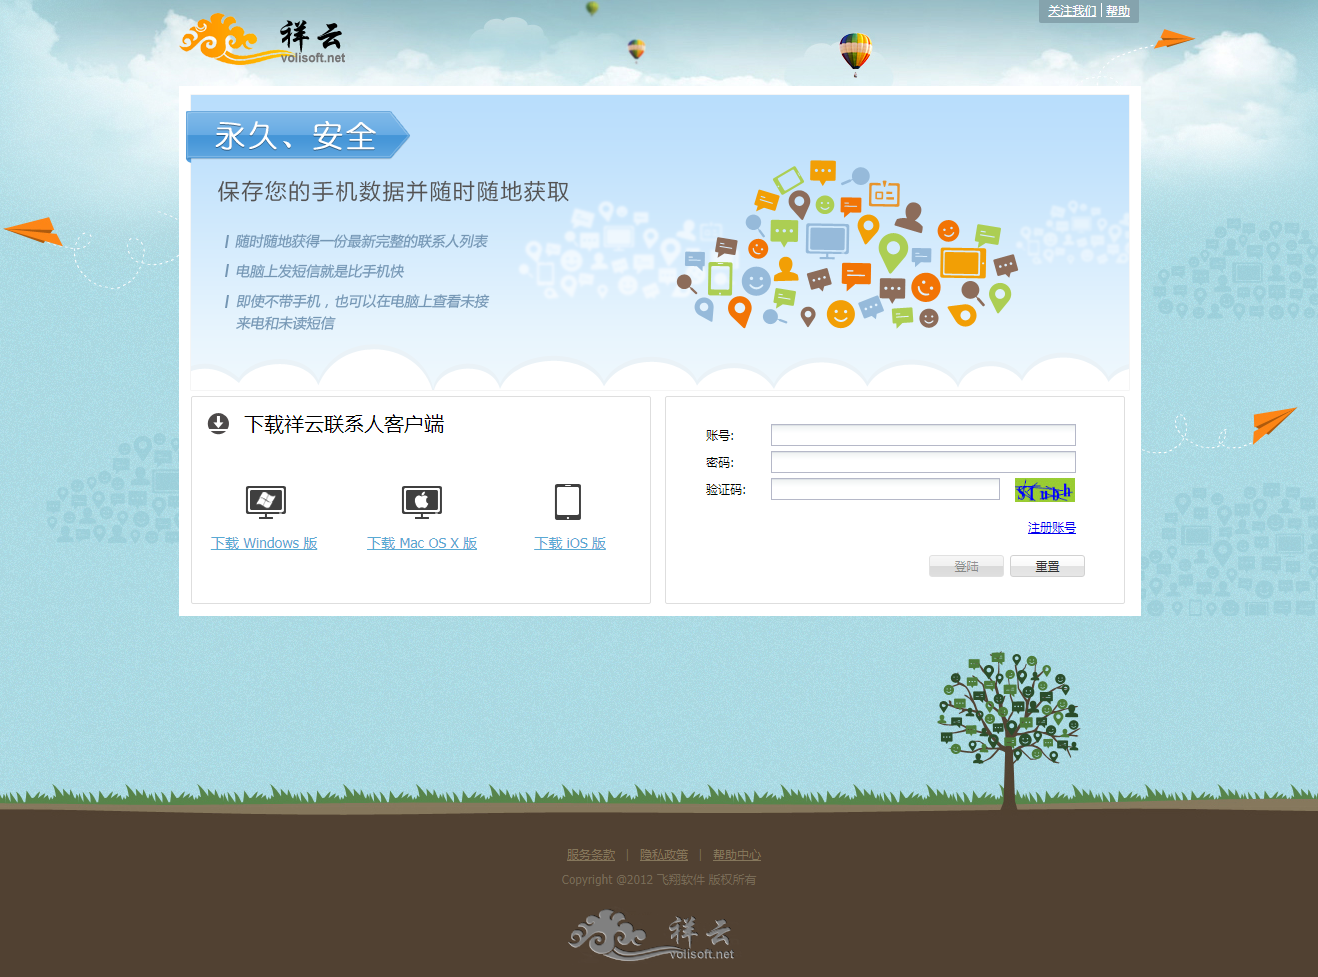 祥云
volisoft.net
关注我们 | 帮助
永久、安全
保存您的手机数据并随时随地获取
随时随地获得一份最新完整的联系人列表
电脑上发短信就是比手机快
即使不带手机，也可以在电脑上查看未接
来电和未读短信
下载祥云联系人客户端
下载 Windows 版
下载 Mac OS X 版
下载 iOS 版
账号:
密码:
验证码:
注册账号
登陆
重置
服务条款 | 隐私政策 | 帮助中心
Copyright @2012 飞翔软件 版权所有
祥云
volisoft.net